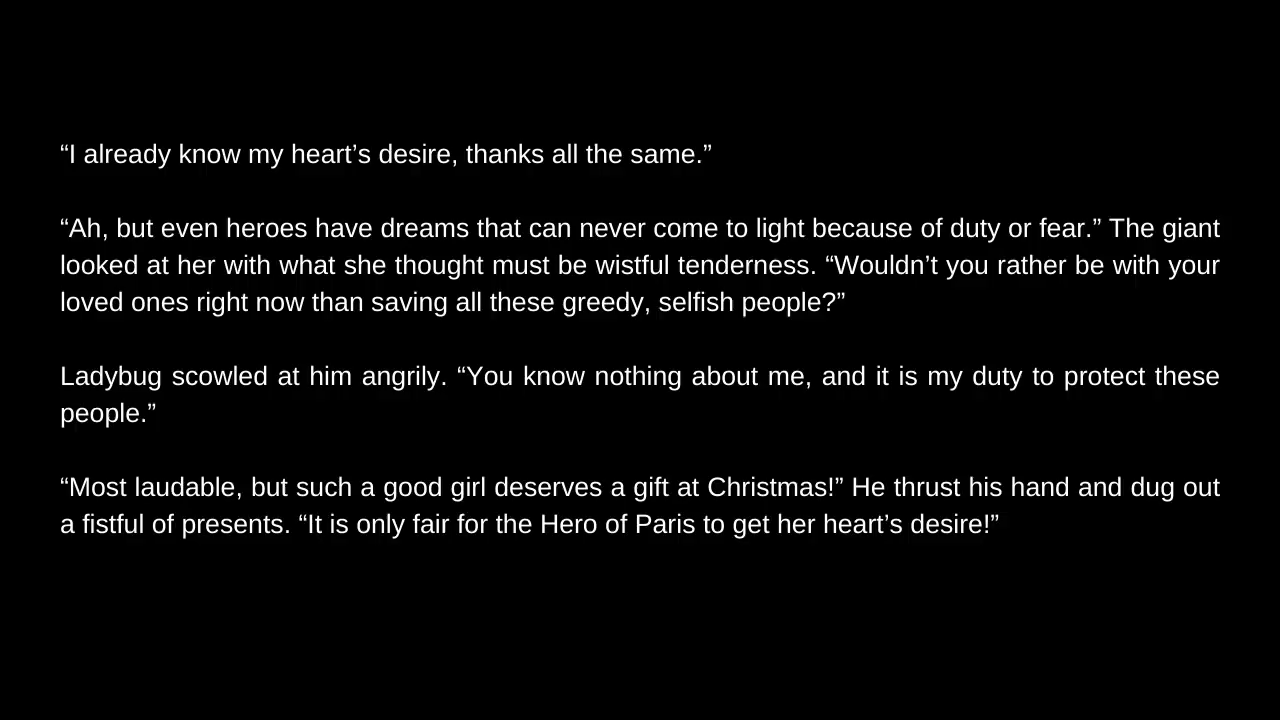 “I already know my heart’s desire, thanks all the same.”
“Ah, but even heroes have dreams that can never come to light because of duty or fear.” The giant
looked at her with what she thought must be wistful tenderness. “Wouldn’t you rather be with your
loved ones right now than saving all these greedy, selfish people?”
Ladybug scowled at him angrily. “You know nothing about me, and it is my duty to protect these
people.”
“Most laudable, but such a good girl deserves a gift at Christmas!” He thrust his hand and dug out
a fistful of presents. “It is only fair for the Hero of Paris to get her heart’s desire!”